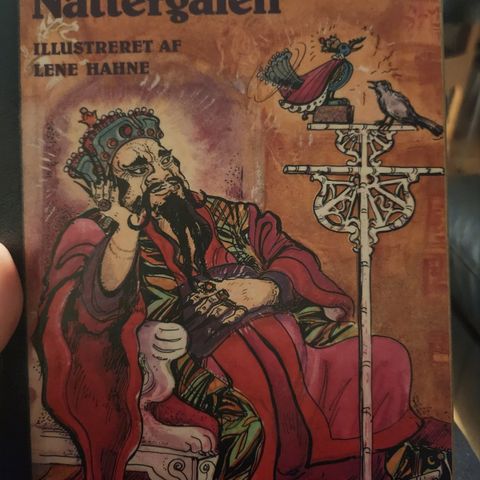 Nattergalen
ILLUSTRERET AF
LENE HAHNE